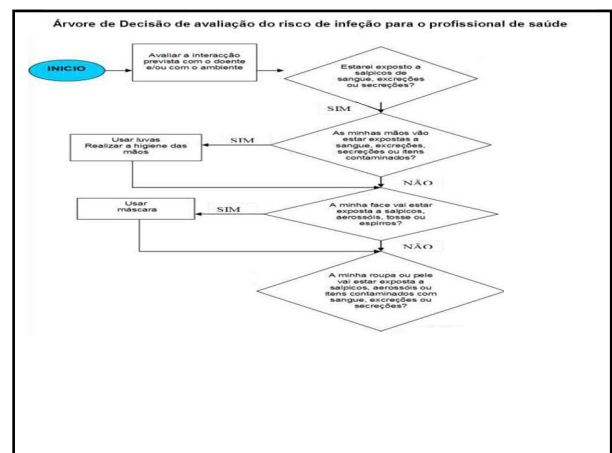 Árvore de Decisão de avaliação do risco de infeção para o profissional de saúde
INICIO
Avaliar a interacção
prevista com o doente
e/ou com o ambiente
Estarei exposto a
salpicos de
sangue, excreções
ou secreções?
SIM
As minhas mãos vão
estar expostas a
sangue, excreções,
secreções ou itens
contaminados?
SIM
Usar luvas
Realizar a higiene das
mãos
NÃO
A minha face vai estar
exposta a salpicos,
aerossóis, tosse ou
espirros?
SIM
Usar
máscara
NÃO
A minha roupa ou pele
vai estar exposta a
salpicos, aerossóis ou
itens contaminados com
sangue, excreções ou
secreções?